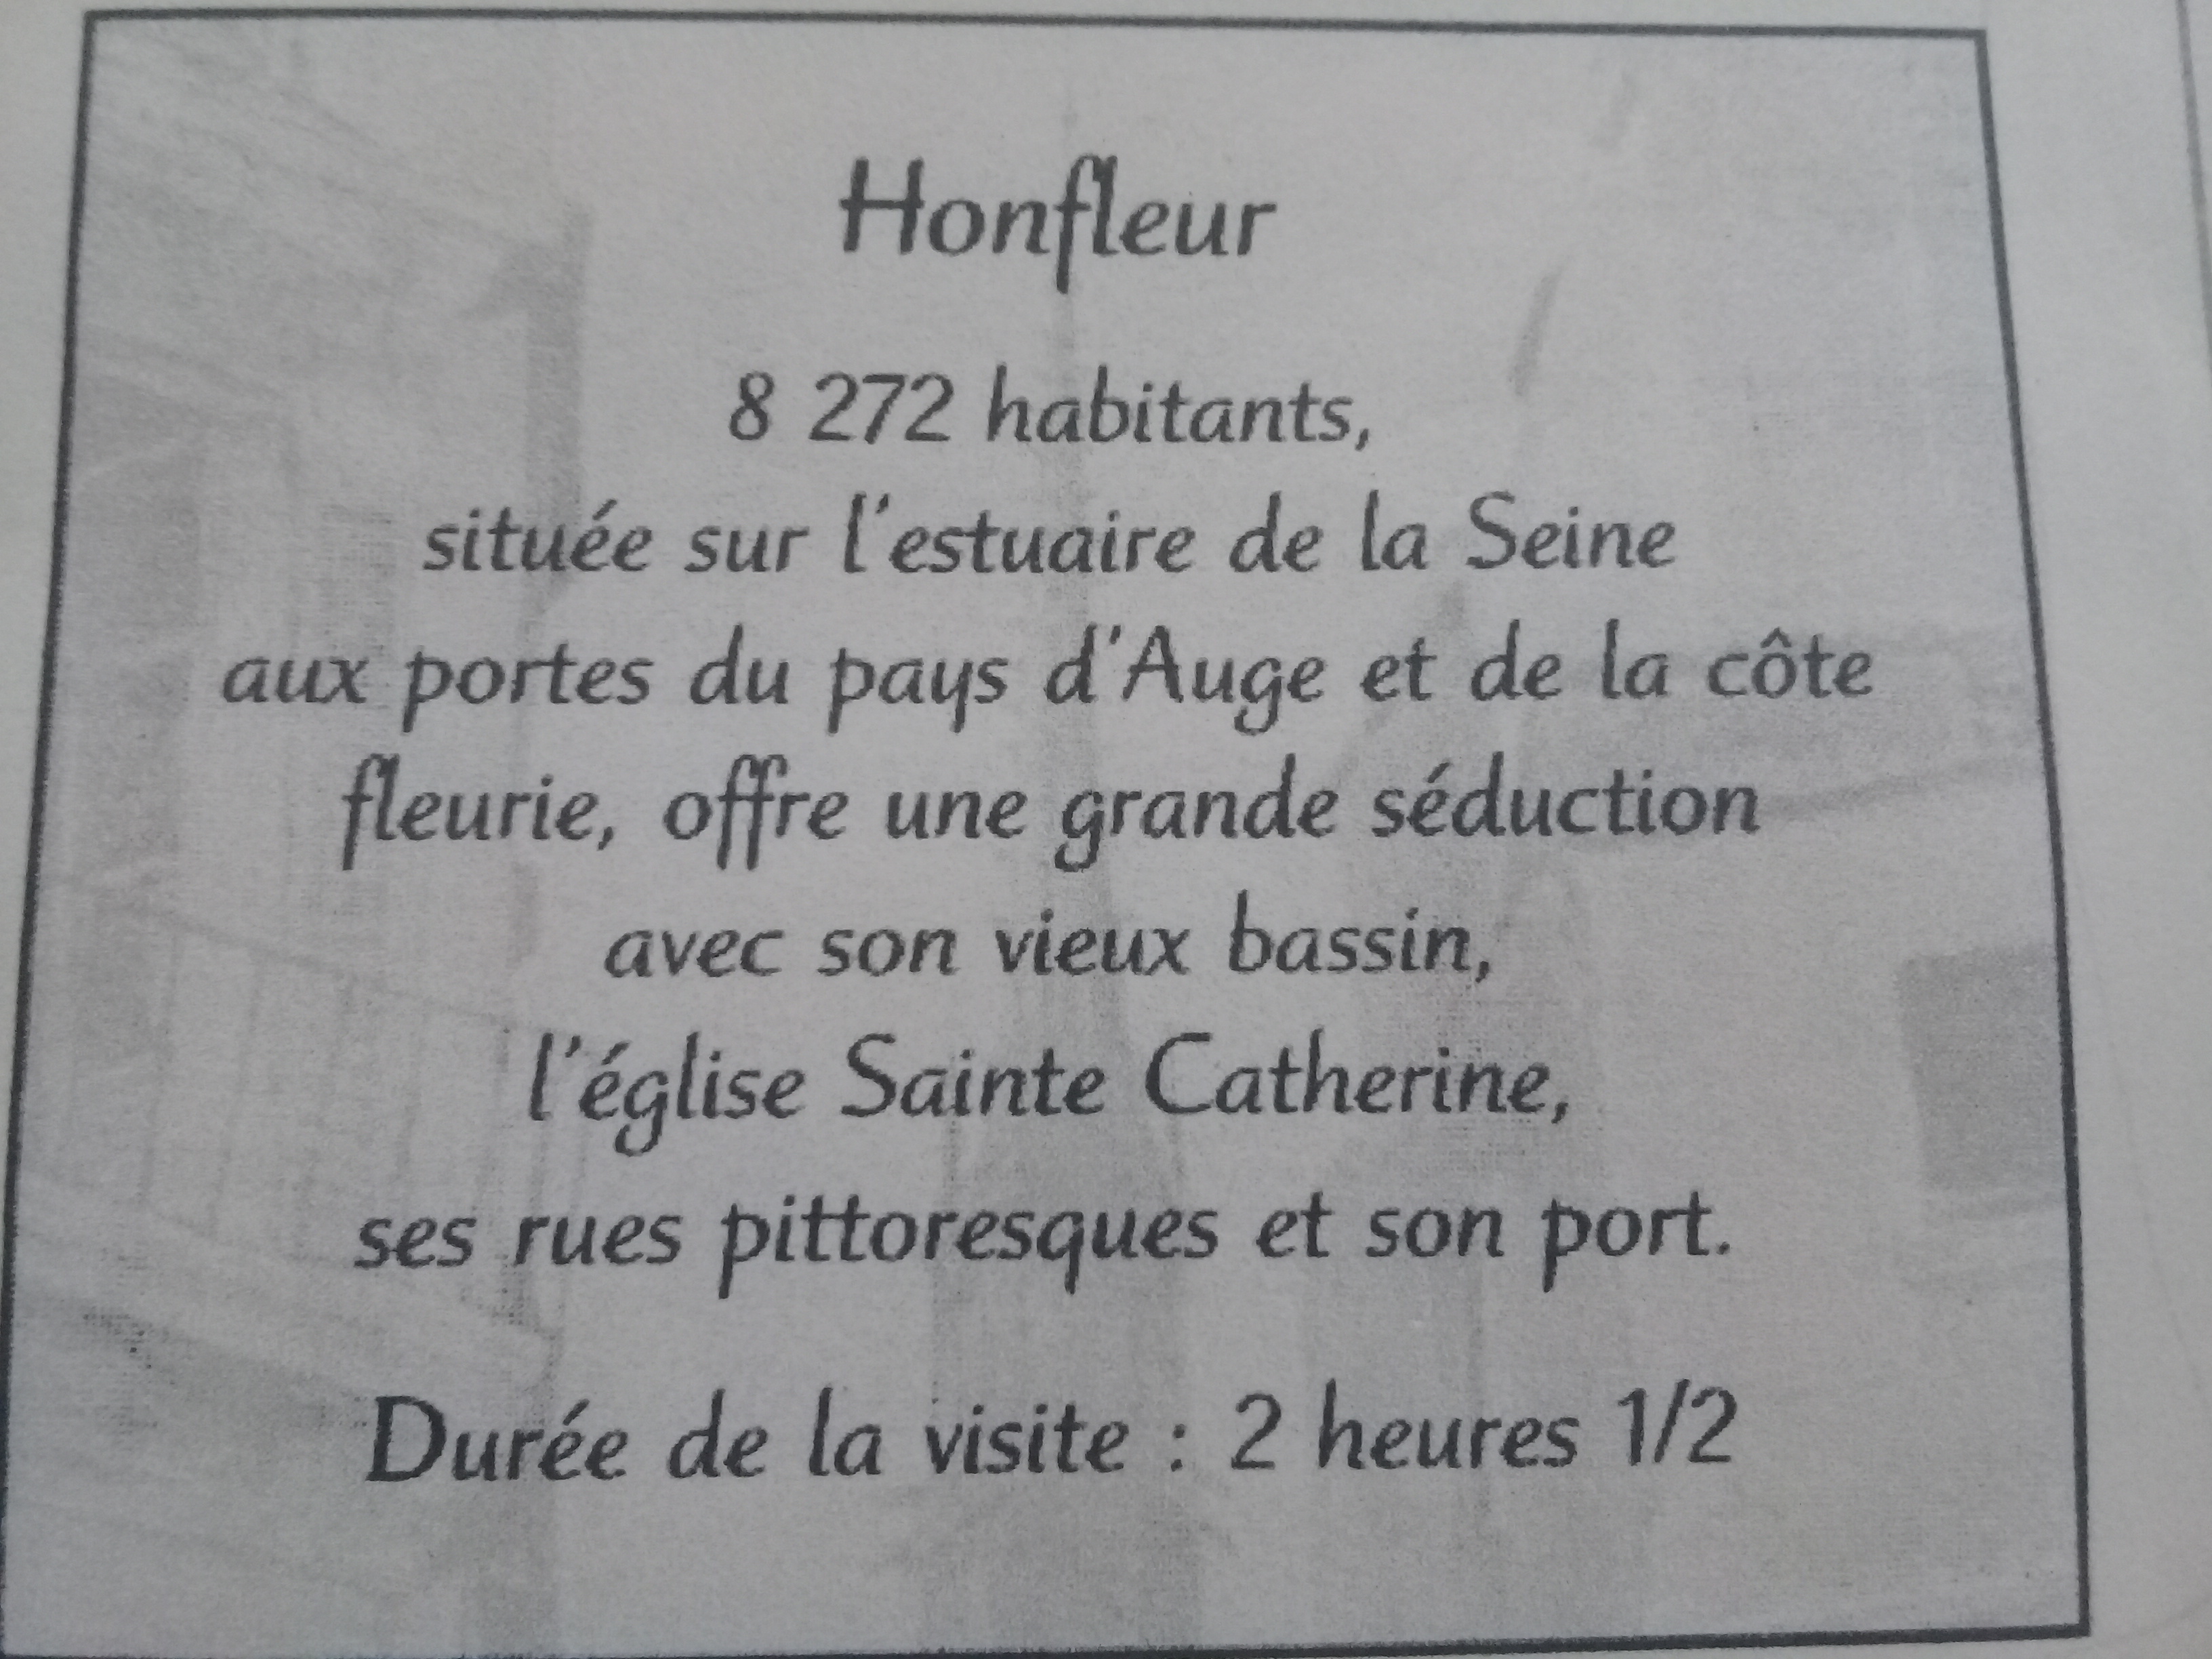 Honfleur
8 272 habitants,
située sur l'estuaire de la Seine
aux portes du pays d'Auge et de la côte
fleurie, offre une grande séduction
avec son vieux bassin,
l'église Sainte Catherine,
ses rues pittoresques et son port.
Durée de la visite : 2 heures 1/2